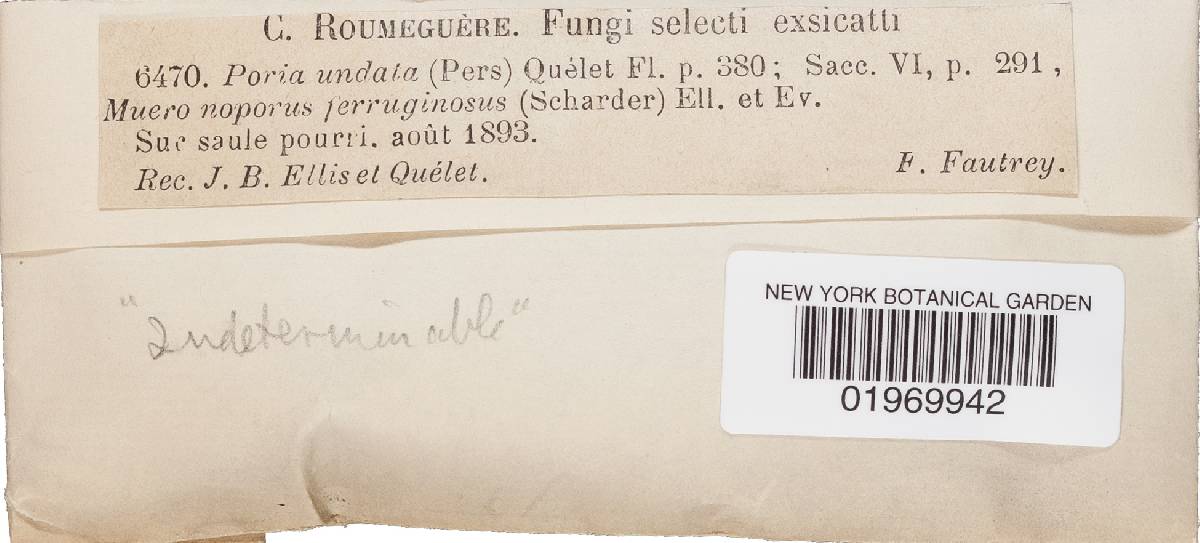 C. ROUMEGUÈRE. Fungi selecti exsicatti
6470. Poria undata (Pers) Quélet Fl. p. 380; Sacc. VI, p. 291,
Muero noporus ferruginosus (Scharder) Ell. et Ev.
Sur saule pourri. août 1893.
Rec. J. B. Ellis et Quélet. F. Fautrey.
"Indeterminable"
NEW YORK BOTANICAL GARDEN
01969942